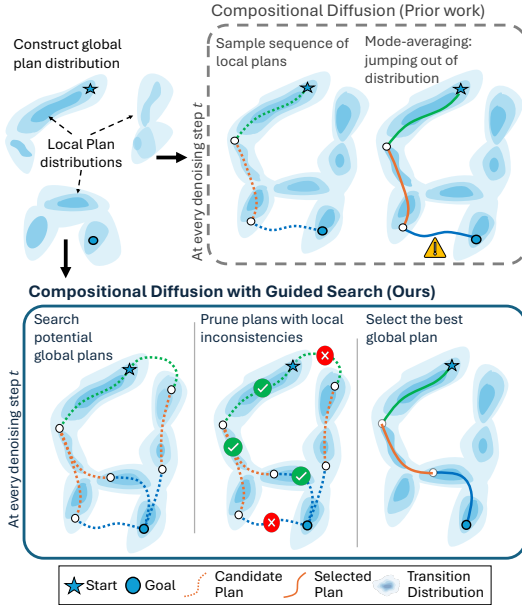 Construct global
plan distribution
Local Plan
distributions
Compositional Diffusion (Prior work)
At every denoising step t
Sample sequence of
local plans
Mode-averaging:
jumping out of
distribution
Compositional Diffusion with Guided Search (Ours)
At every denoising step t
Search
potential
global plans
Prune plans with local
inconsistencies
Select the best
global plan
Start
Goal
Candidate
Plan
Selected
Plan
Transition
Distribution